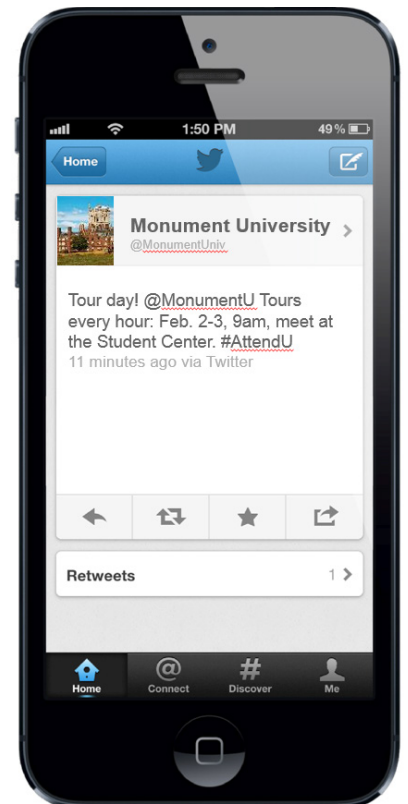 1:50 PM
49%
Home
Monument University
@MonumentUniv
Tour day! @MonumentU Tours
every hour: Feb. 2-3, 9am, meet at
the Student Center. #AttendU
11 minutes ago via Twitter
Retweets
1
@
#
Home
Connect
Discover
Me